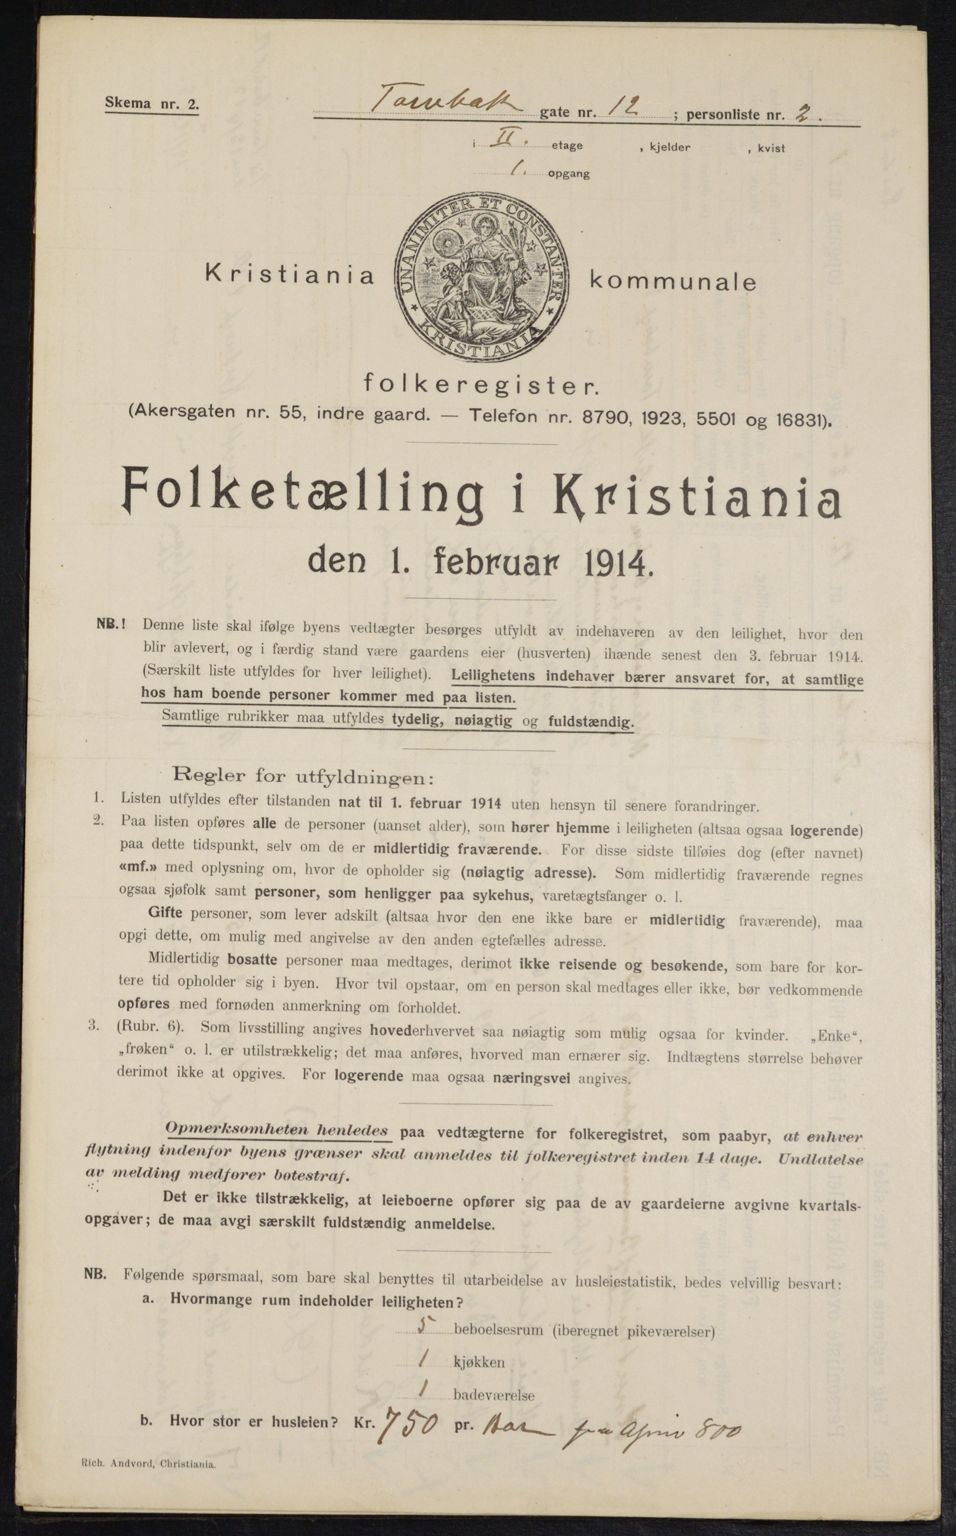 Skema nr. 2.
Tarubak gate nr. 12 ; personliste nr. 2.
i II. etage , kjelder , kvist
1. opgang
UNANIMITER ET CONSTANTER
KRISTIANIA
Kristiania kommunale
folkeregister.
(Akersgaten nr. 55, indre gaard. — Telefon nr. 8790, 1923, 5501 og 16831).
Folketælling i Kristiania
den 1. februar 1914.
NB.! Denne liste skal ifølge byens vedtægter besørges utfyldt av indehaveren av den leilighet, hvor den
blir avlevert, og i færdig stand være gaardens eier (husverten) ihænde senest den 3. februar 1914.
(Særskilt liste utfyldes for hver leilighet). Leilighetens indehaver bærer ansvaret for, at samtlige
hos ham boende personer kommer med paa listen.
Samtlige rubrikker maa utfyldes tydelig, nøiagtig og fuldstændig.
Regler for utfyldningen:
1. Listen utfyldes efter tilstanden nat til 1. februar 1914 uten hensyn til senere forandringer.
2. Paa listen opføres alle de personer (uanset alder), som hører hjemme i leiligheten (altsaa ogsaa logerende)
paa dette tidspunkt, selv om de er midlertidig fraværende. For disse sidste tilføies dog (efter navnet)
«mf.» med oplysning om, hvor de opholder sig (nøiagtig adresse). Som midlertidig fraværende regnes
ogsaa sjøfolk samt personer, som henligger paa sykehus, varetægtsfanger o. l.
Gifte personer, som lever adskilt (altsaa hvor den ene ikke bare er midlertidig fraværende), maa
opgi dette, om mulig med angivelse av den anden egtefælles adresse.
Midlertidig bosatte personer maa medtages, derimot ikke reisende og besøkende, som bare for kor-
tere tid opholder sig i byen. Hvor tvil opstaar, om en person skal medtages eller ikke, bør vedkommende
opføres med fornøden anmerkning om forholdet.
3. (Rubr. 6). Som livsstilling angives hovederhvervet saa nøiagtig som mulig ogsaa for kvinder. „Enke“,
„frøken“ o. l. er utilstrækkelig; det maa anføres, hvorved man ernærer sig. Indtægtens størrelse behøver
derimot ikke at opgives. For logerende maa ogsaa næringsvei angives.
Opmerksomheten henledes paa vedtægterne for folkeregistret, som paabyr, at enhver
flytning indenfor byens grænser skal anmeldes til folkeregistret inden 14 dage. Undlatelse
av melding medfører botestraf.
Det er ikke tilstrækkelig, at leieboerne opfører sig paa de av gaardeierne avgivne kvartals-
opgaver; de maa avgi særskilt fuldstændig anmeldelse.
NB. Følgende spørsmaal, som bare skal benyttes til utarbeidelse av husleiestatistik, bedes velvillig besvart:
a. Hvormange rum indeholder leiligheten?
5 beboelsesrum (iberegnet pikeværelser)
1 kjøkken
1 badeværelse
b. Hvor stor er husleien? Kr. 750 pr. Aar fra April 800
Rich. Andvord, Christiania.